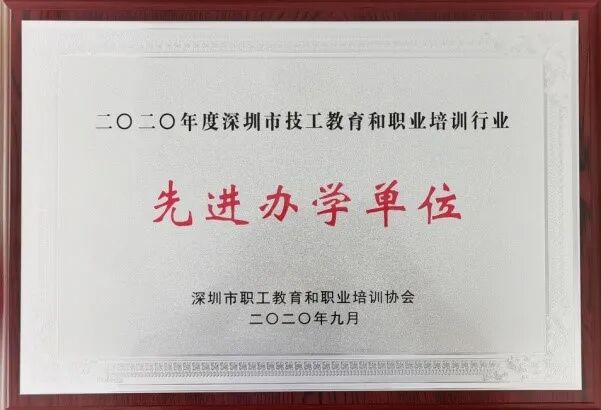 二〇二〇年度深圳市技工教育和职业培训行业
先进办学单位
深圳市职工教育和职业培训协会
二〇二〇年九月